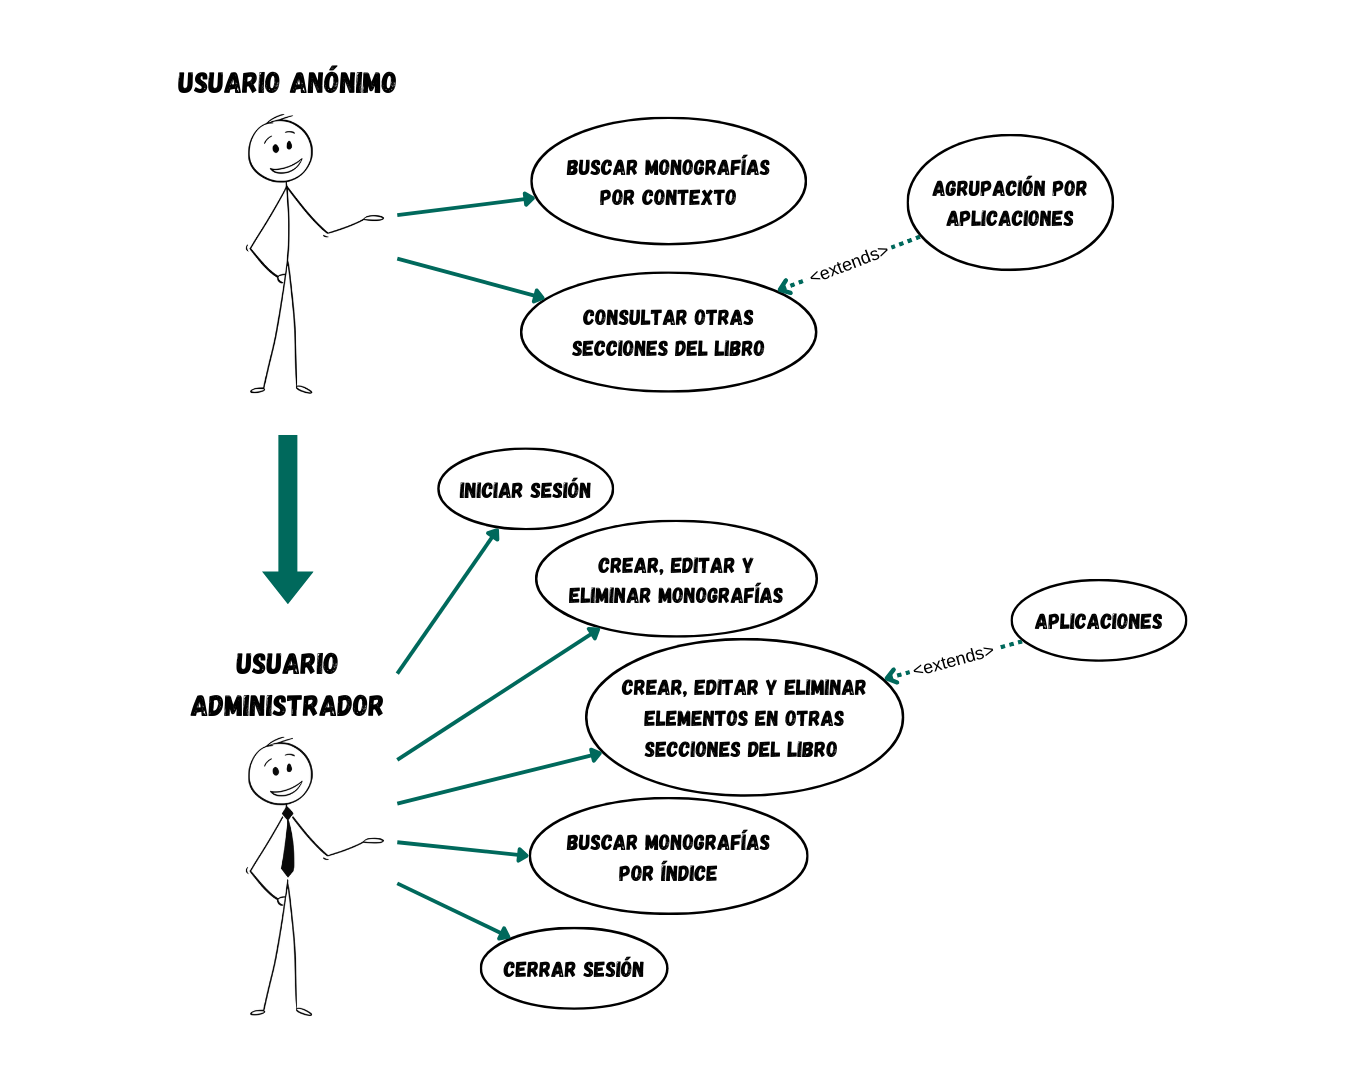 USUARIO ANÓNIMO
BUSCAR MONOGRAFÍAS
POR CONTEXTO
AGRUPACIÓN POR
APLICACIONES
<extends>
CONSULTAR OTRAS
SECCIONES DEL LIBRO
INICIAR SESIÓN
CREAR, EDITAR Y
ELIMINAR MONOGRAFÍAS
APLICACIONES
<extends>
USUARIO
ADMINISTRADOR
CREAR, EDITAR Y ELIMINAR
ELEMENTOS EN OTRAS
SECCIONES DEL LIBRO
BUSCAR MONOGRAFÍAS
POR ÍNDICE
CERRAR SESIÓN